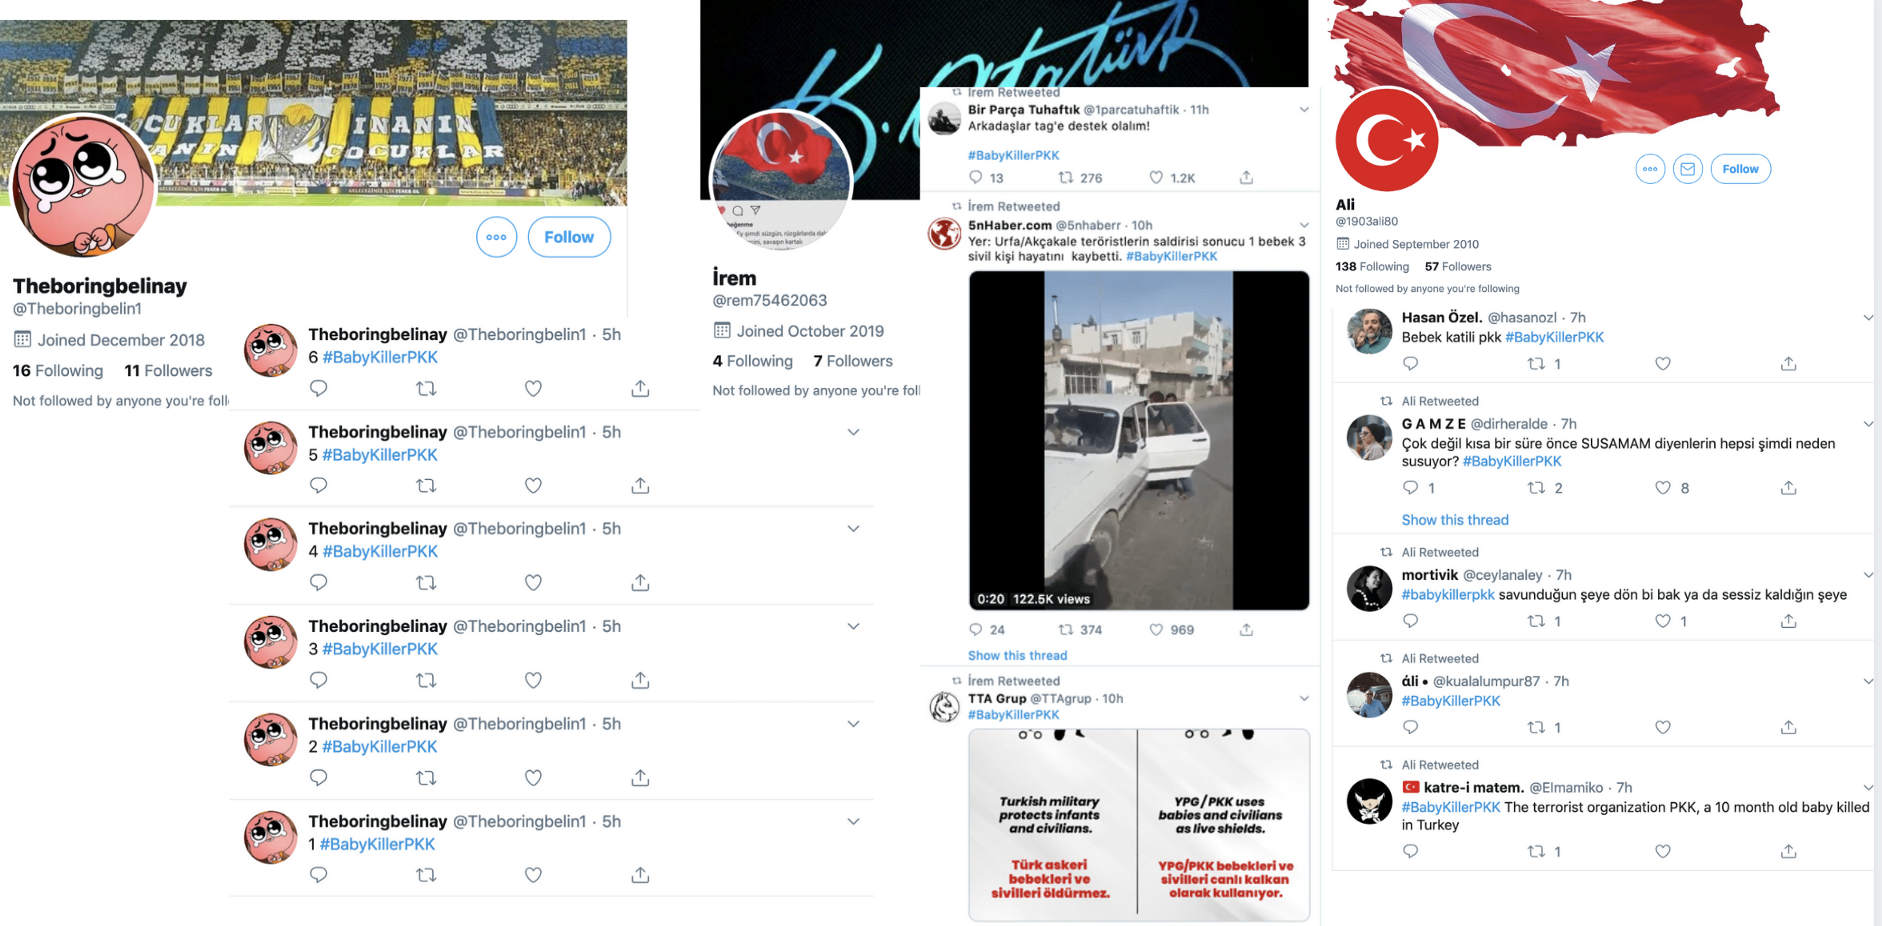 HEDEF 29
ÇOCUKLAR İNANIN
İNANIN ÇOCUKLAR
Follow
Theboringbelinay
@Theboringbelin1
Joined December 2018
16 Following 11 Followers
Not followed by anyone you're foll
Theboringbelinay @Theboringbelin1 · 5h
6 #BabyKillerPKK
Theboringbelinay @Theboringbelin1 · 5h
5 #BabyKillerPKK
Theboringbelinay @Theboringbelin1 · 5h
4 #BabyKillerPKK
Theboringbelinay @Theboringbelin1 · 5h
3 #BabyKillerPKK
Theboringbelinay @Theboringbelin1 · 5h
2 #BabyKillerPKK
Theboringbelinay @Theboringbelin1 · 5h
1 #BabyKillerPKK
K. Atatürk
İrem
@rem75462063
Joined October 2019
4 Following 7 Followers
Not followed by anyone you're foll
İrem Retweeted
Bir Parça Tuhaftık @1parcatuhaftik · 11h
Arkadaşlar tag'e destek olalım!
#BabyKillerPKK
13 276 1.2K
İrem Retweeted
5nHaber.com @5nhaberr · 10h
Yer: Urfa/Akçakale teröristlerin saldirisi sonucu 1 bebek 3
sivil kişi hayatını kaybetti. #BabyKillerPKK
0:20 122.5K views
24 374 969
Show this thread
İrem Retweeted
TTA Grup @TTAgrup · 10h
#BabyKillerPKK
Turkish military
protects infants
and civilians.
Türk askeri
bebekleri ve
sivilleri öldürmez.
YPG/PKK uses
babies and civilians
as live shields.
YPG/PKK bebekleri ve
sivilleri canlı kalkan
olarak kullanıyor.
Follow
Ali
@1903ali80
Joined September 2010
138 Following 57 Followers
Not followed by anyone you're following
Hasan Özel. @hasanozl · 7h
Bebek katili pkk #BabyKillerPKK
1
Ali Retweeted
G A M Z E @dirheralde · 7h
Çok değil kısa bir süre önce SUSAMAM diyenlerin hepsi şimdi neden
susuyor? #BabyKillerPKK
1 2 8
Show this thread
Ali Retweeted
mortivik @ceylanaley · 7h
#babykillerpkk savunduğun şeye dön bi bak ya da sessiz kaldığın şeye
1 1
Ali Retweeted
άli • @kualalumpur87 · 7h
#BabyKillerPKK
1
Ali Retweeted
katre-i matem. @Elmamiko · 7h
#BabyKillerPKK The terrorist organization PKK, a 10 month old baby killed
in Turkey
1